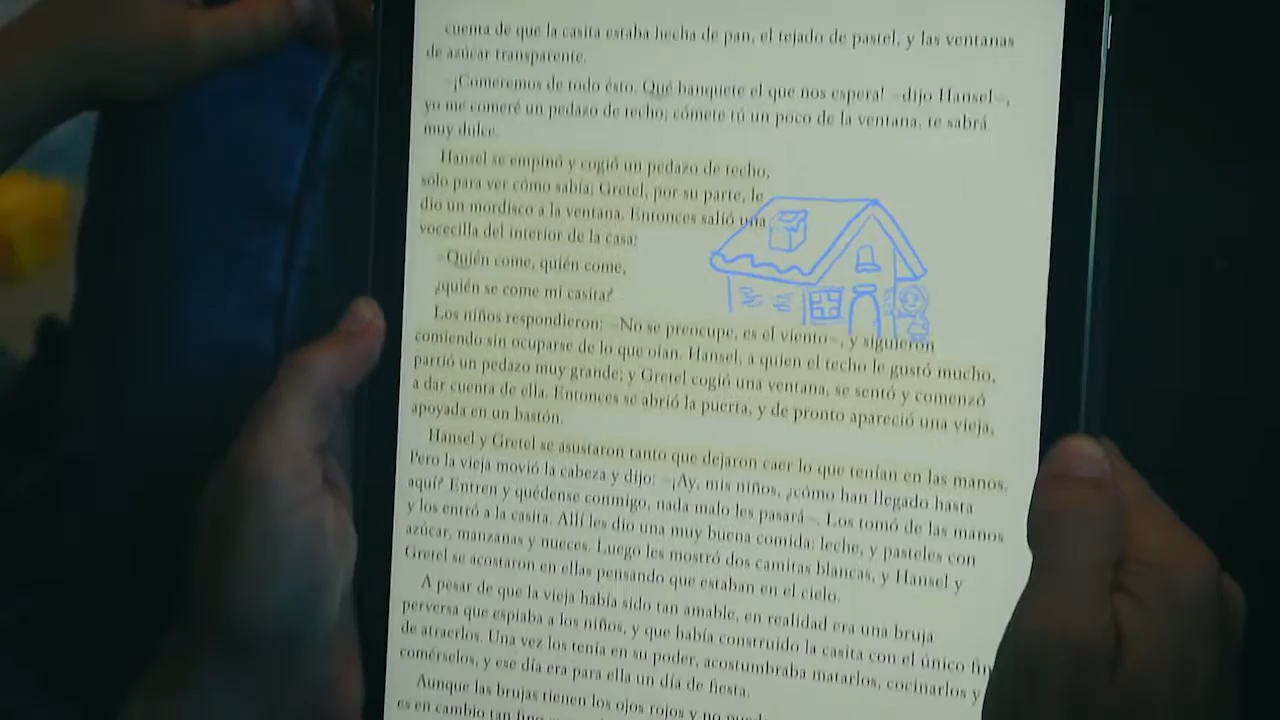 cuenta de que la casita estaba hecha de pan, el tejado de pastel, y las ventanas
de azúcar transparente.
–¡Comeremos de todo ésto. Qué banquete el que nos espera! –dijo Hansel–,
yo me comeré un pedazo de techo; cómete tú un poco de la ventana, te sabrá
muy dulce.
Hansel se empinó y cogió un pedazo de techo,
sólo para ver cómo sabía; Gretel, por su parte, le
dio un mordisco a la ventana. Entonces salió una
vocecilla del interior de la casa:
–Quién come, quién come,
¿quién se come mi casita?
Los niños respondieron: –No se preocupe, es el viento–, y siguieron
comiendo sin ocuparse de lo que oían. Hansel, a quien el techo le gustó mucho,
partió un pedazo muy grande; y Gretel cogió una ventana, se sentó y comenzó
a dar cuenta de ella. Entonces se abrió la puerta, y de pronto apareció una vieja,
apoyada en un bastón.
Hansel y Gretel se asustaron tanto que dejaron caer lo que tenían en las manos.
Pero la vieja movió la cabeza y dijo: –¡Ay, mis niños, ¿cómo han llegado hasta
aquí? Entren y quédense conmigo, nada malo les pasará–. Los tomó de las manos
y los entró a la casita. Allí les dio una muy buena comida: leche, y pasteles con
azúcar, manzanas y nueces. Luego les mostró dos camitas blancas, y Hansel y
Gretel se acostaron en ellas pensando que estaban en el cielo.
A pesar de que la vieja había sido tan amable, en realidad era una bruja
perversa que espiaba a los niños, y que había construido la casita con el único fin
de atraerlos. Una vez los tenía en su poder, acostumbraba matarlos, cocinarlos y
comérselos, y ese día era para ella un día de fiesta.
Aunque las brujas tienen los ojos rojos y no
es en cambio tan fino